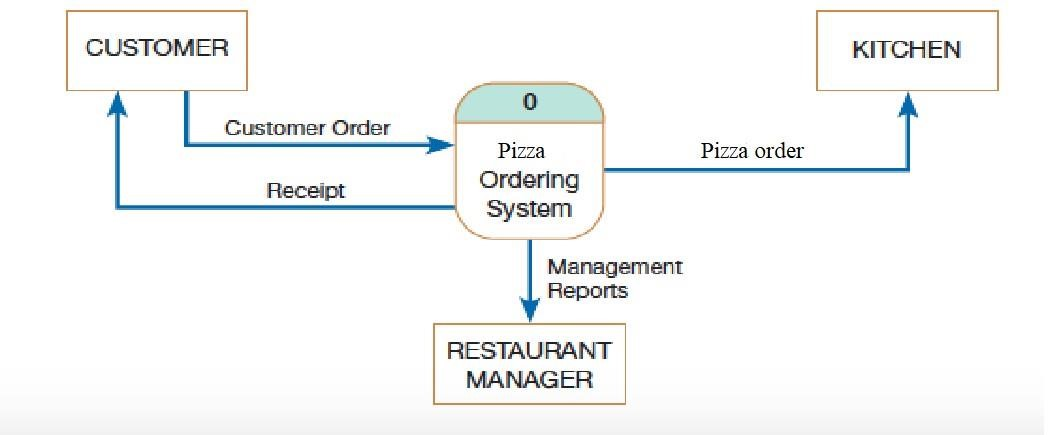 CUSTOMER
KITCHEN
0
Customer Order
Pizza
Ordering
System
Pizza order
Receipt
Management
Reports
RESTAURANT
MANAGER